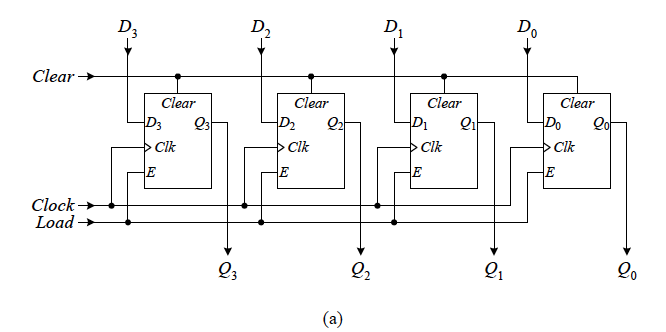 D3 D2 D1 D0
Clear
Clear Clear Clear Clear
D3 Q3 D2 Q2 D1 Q1 D0 Q0
Clk Clk Clk Clk
E E E E
Clock
Load
Q3 Q2 Q1 Q0
(a)